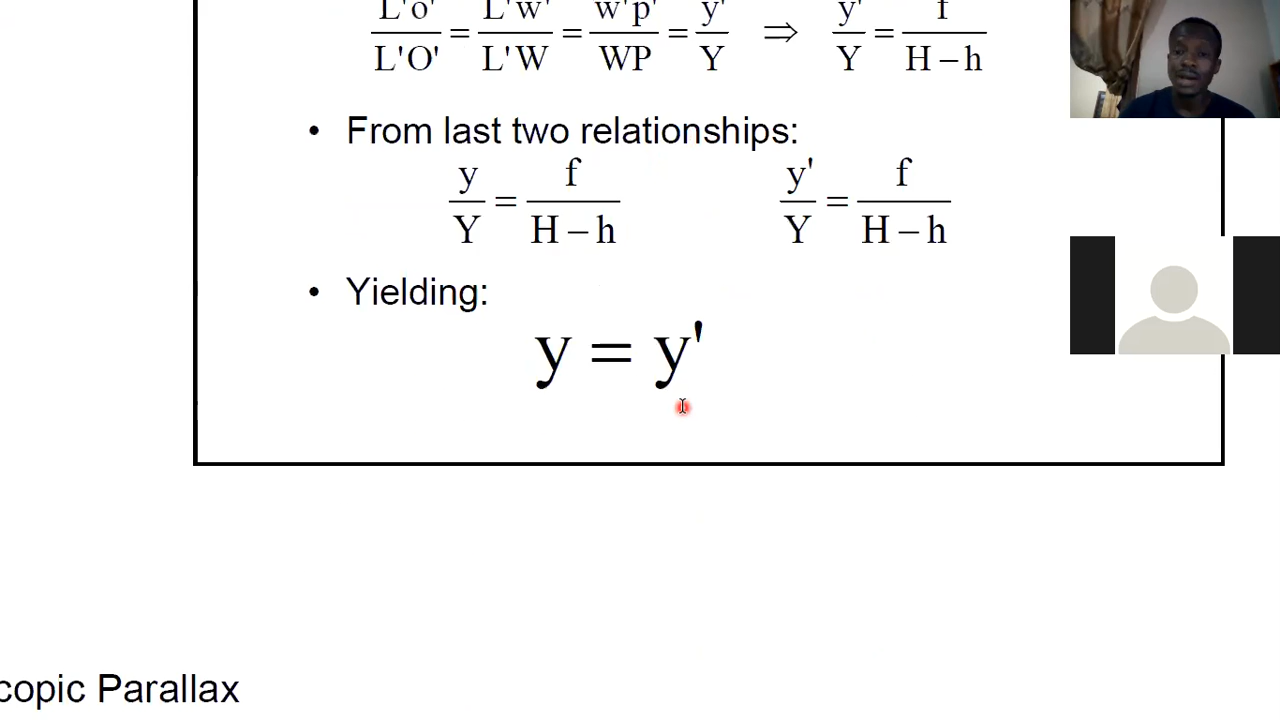 L'o' / L'O' = L'w' / L'W = w'p' / WP = y' / Y ⇒ y' / Y = f / H – h
• From last two relationships:
y / Y = f / H – h    y' / Y = f / H – h
• Yielding:
y = y'
copic Parallax